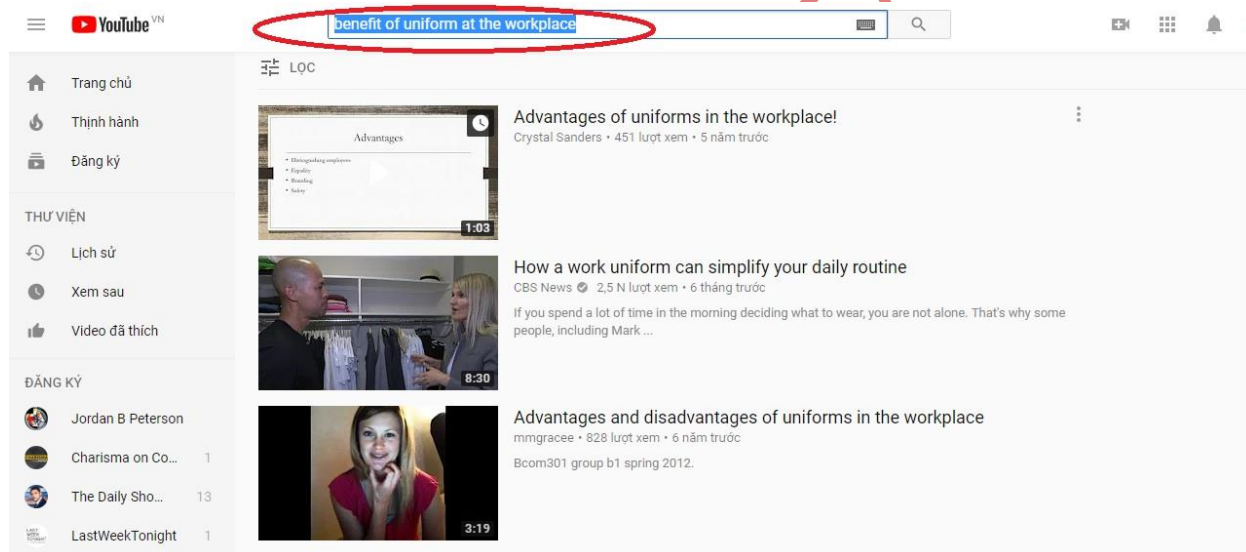 YouTube VN
benefit of uniform at the workplace
Trang chủ
Thịnh hành
Đăng ký
THƯ VIỆN
Lịch sử
Xem sau
Video đã thích
ĐĂNG KÝ
Jordan B Peterson
Charisma on Co... 1
The Daily Sho... 13
LastWeekTonight 1
LỌC
Advantages
• Distinguishing employees
• Equality
• Branding
• Safety
1:03
Advantages of uniforms in the workplace!
Crystal Sanders • 451 lượt xem • 5 năm trước
8:30
How a work uniform can simplify your daily routine
CBS News 2,5 N lượt xem • 6 tháng trước
If you spend a lot of time in the morning deciding what to wear, you are not alone. That's why some
people, including Mark ...
3:19
Advantages and disadvantages of uniforms in the workplace
mmgracee • 828 lượt xem • 6 năm trước
Bcom301 group b1 spring 2012.